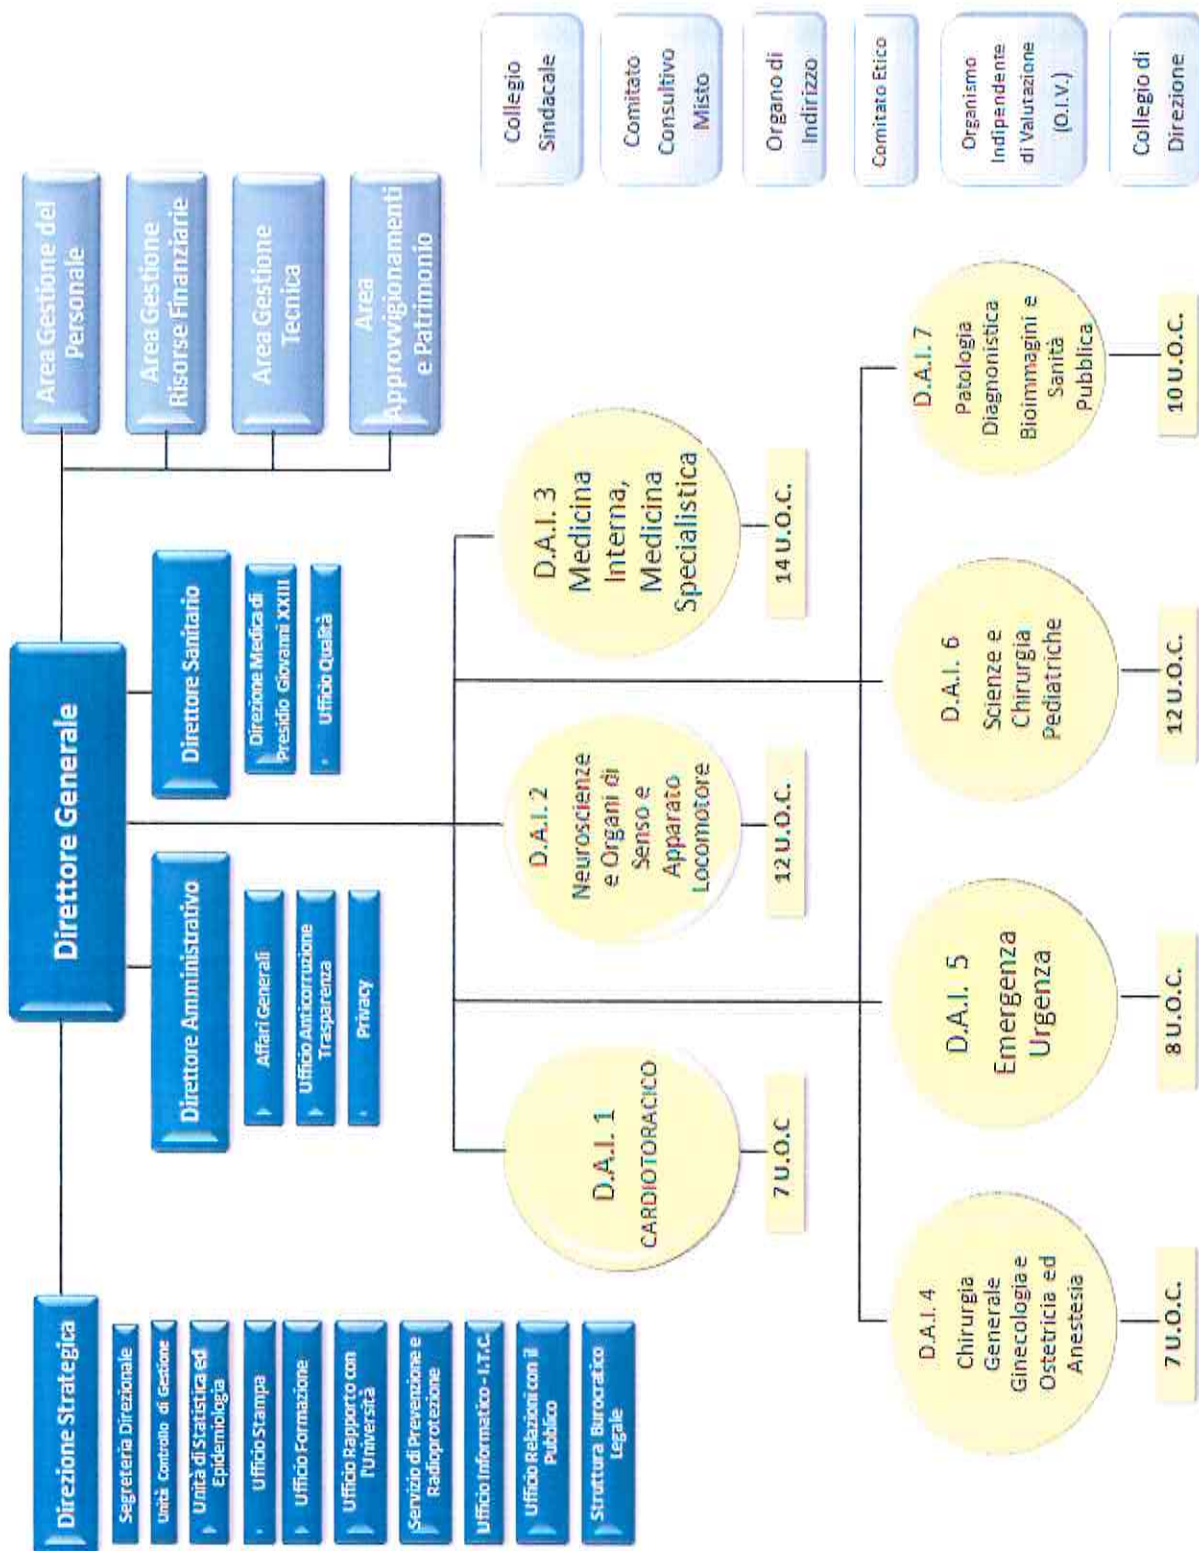 Direttore Generale
Direzione Strategica
Segreteria Direzionale
Unità Controllo di Gestione
Unità di Statistica ed
Epidemiologia
Ufficio Stampa
Ufficio Formazione
Ufficio Rapporto con
l'Università
Servizio di Prevenzione e
Radioprotezione
Ufficio Informatico - I.T.C.
Ufficio Relazioni con il
Pubblico
Struttura Burocratico
Legale
Direttore Amministrativo
Affari Generali
Ufficio Anticorruzione
Trasparenza
Privacy
Direttore Sanitario
Direzione Medica di
Presidio Giovanni XXIII
Ufficio Qualità
Area Gestione del
Personale
Area Gestione
Risorse Finanziarie
Area Gestione
Tecnica
Area
Approvvigionamenti
e Patrimonio
D.A.I. 1
CARDIOTORACICO
7 U.O.C
D.A.I. 2
Neuroscienze
e Organi di
Senso e
Apparato
Locomotore
12 U.O.C.
D.A.I. 3
Medicina
Interna,
Medicina
Specialistica
14 U.O.C.
D.A.I. 4
Chirurgia
Generale
Ginecologia e
Ostetricia ed
Anestesia
7 U.O.C.
D.A.I. 5
Emergenza
Urgenza
8 U.O.C.
D.A.I. 6
Scienze e
Chirurgia
Pediatriche
12 U.O.C.
D.A.I. 7
Patologia
Diagnonistica
Bioimmagini e
Sanità
Pubblica
10 U.O.C.
Collegio
Sindacale
Comitato
Consultivo
Misto
Organo di
Indirizzo
Comitato Etico
Organismo
Indipendente
di Valutazione
(O.I.V.)
Collegio di
Direzione